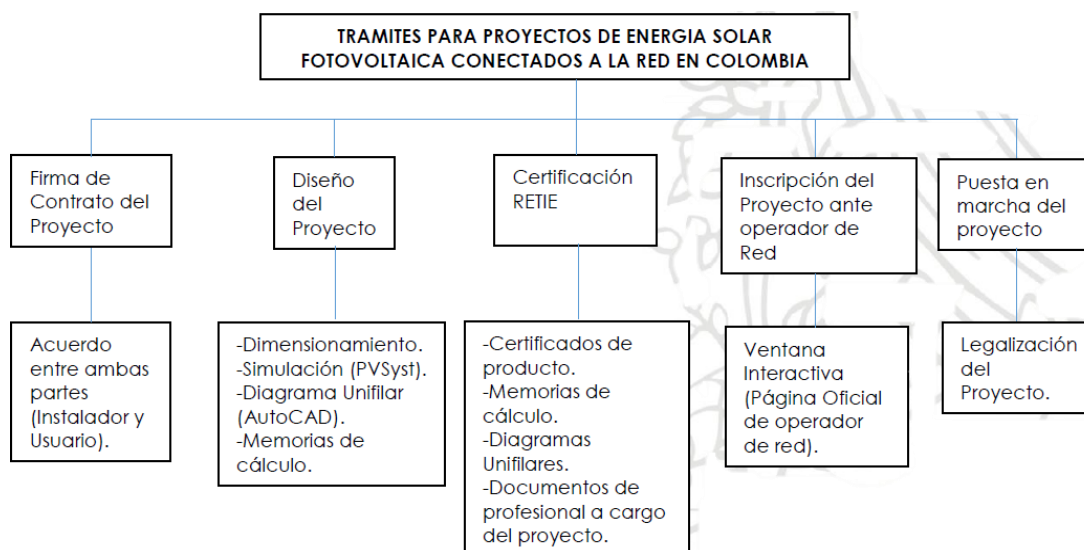 TRAMITES PARA PROYECTOS DE ENERGIA SOLAR
FOTOVOLTAICA CONECTADOS A LA RED EN COLOMBIA
Firma de
Contrato del
Proyecto
Diseño
del
Proyecto
Certificación
RETIE
Inscripción del
Proyecto ante
operador de
Red
Puesta en
marcha del
proyecto
Acuerdo
entre ambas
partes
(Instalador y
Usuario).
-Dimensionamiento.
-Simulación (PVSyst).
-Diagrama Unifilar
(AutoCAD).
-Memorias de
cálculo.
-Certificados de
producto.
-Memorias de
cálculo.
-Diagramas
Unifilares.
-Documentos de
profesional a cargo
del proyecto.
Ventana
Interactiva
(Página Oficial
de operador
de red).
Legalización
del
Proyecto.